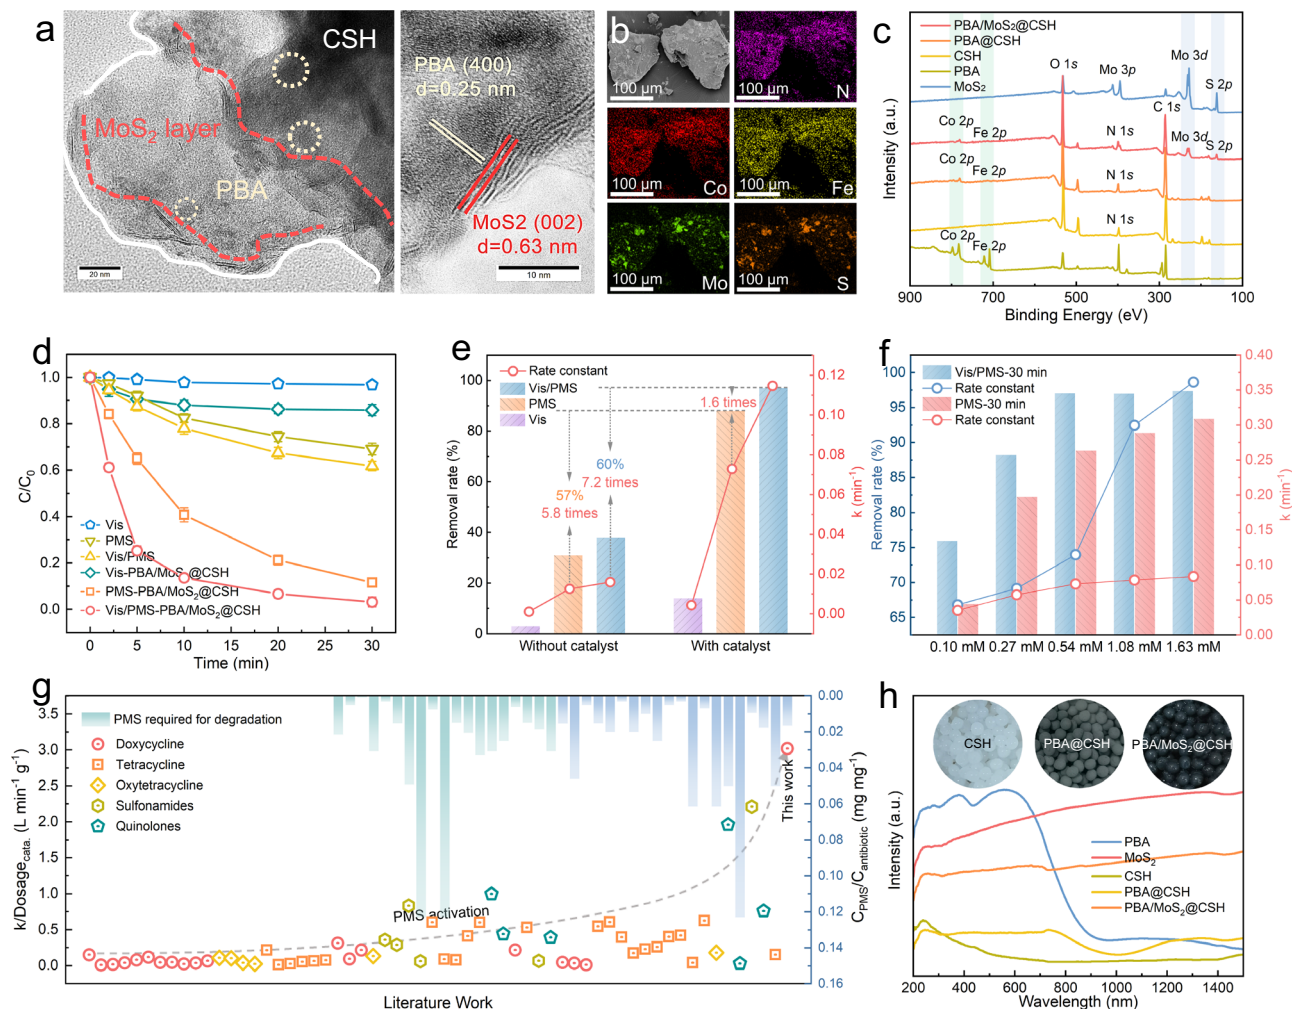 a
CSH
MoS2 layer
PBA
20 nm
PBA (400)
d=0.25 nm
MoS2 (002)
d=0.63 nm
10 nm
b
100 μm
100 μm
N
100 μm
Co
100 μm
Fe
100 μm
Mo
100 μm
S
c
PBA/MoS2@CSH
PBA@CSH
CSH
PBA
MoS2
O 1s
Mo 3p
Mo 3d
S 2p
C 1s
Co 2p
Fe 2p
N 1s
Mo 3d
S 2p
Co 2p
Fe 2p
N 1s
N 1s
Co 2p
Fe 2p
Intensity (a.u.)
900 700 500 300 100
Binding Energy (eV)
d
1.0
0.8
0.6
0.4
0.2
0.0
C/C0
Vis
PMS
Vis/PMS
Vis-PBA/MoS2@CSH
PMS-PBA/MoS2@CSH
Vis/PMS-PBA/MoS2@CSH
0 5 10 15 20 25 30
Time (min)
e
Rate constant
Vis/PMS
PMS
Vis
100
80
60
40
20
0
Removal rate (%)
57%
5.8 times
60%
7.2 times
1.6 times
0.12
0.10
0.08
0.06
0.04
0.02
0.00
k (min-1)
Without catalyst With catalyst
f
Vis/PMS-30 min
Rate constant
PMS-30 min
Rate constant
100
95
90
85
80
75
70
65
Removal rate (%)
0.40
0.35
0.30
0.25
0.20
0.15
0.10
0.05
0.00
k (min-1)
0.10 mM 0.27 mM 0.54 mM 1.08 mM 1.63 mM
g
PMS required for degradation
Doxycycline
Tetracycline
Oxytetracycline
Sulfonamides
Quinolones
3.5
3.0
2.5
2.0
1.5
1.0
0.5
0.0
k/Dosagecata. (L min-1 g-1)
PMS activation
This work
0.00
0.02
0.04
0.06
0.08
0.10
0.12
0.14
0.16
CPMS/Cantibiotic (mg mg-1)
Literature Work
h
CSH
PBA@CSH
PBA/MoS2@CSH
PBA
MoS2
CSH
PBA@CSH
PBA/MoS2@CSH
Intensity (a.u.)
200 400 600 800 1000 1200 1400
Wavelength (nm)